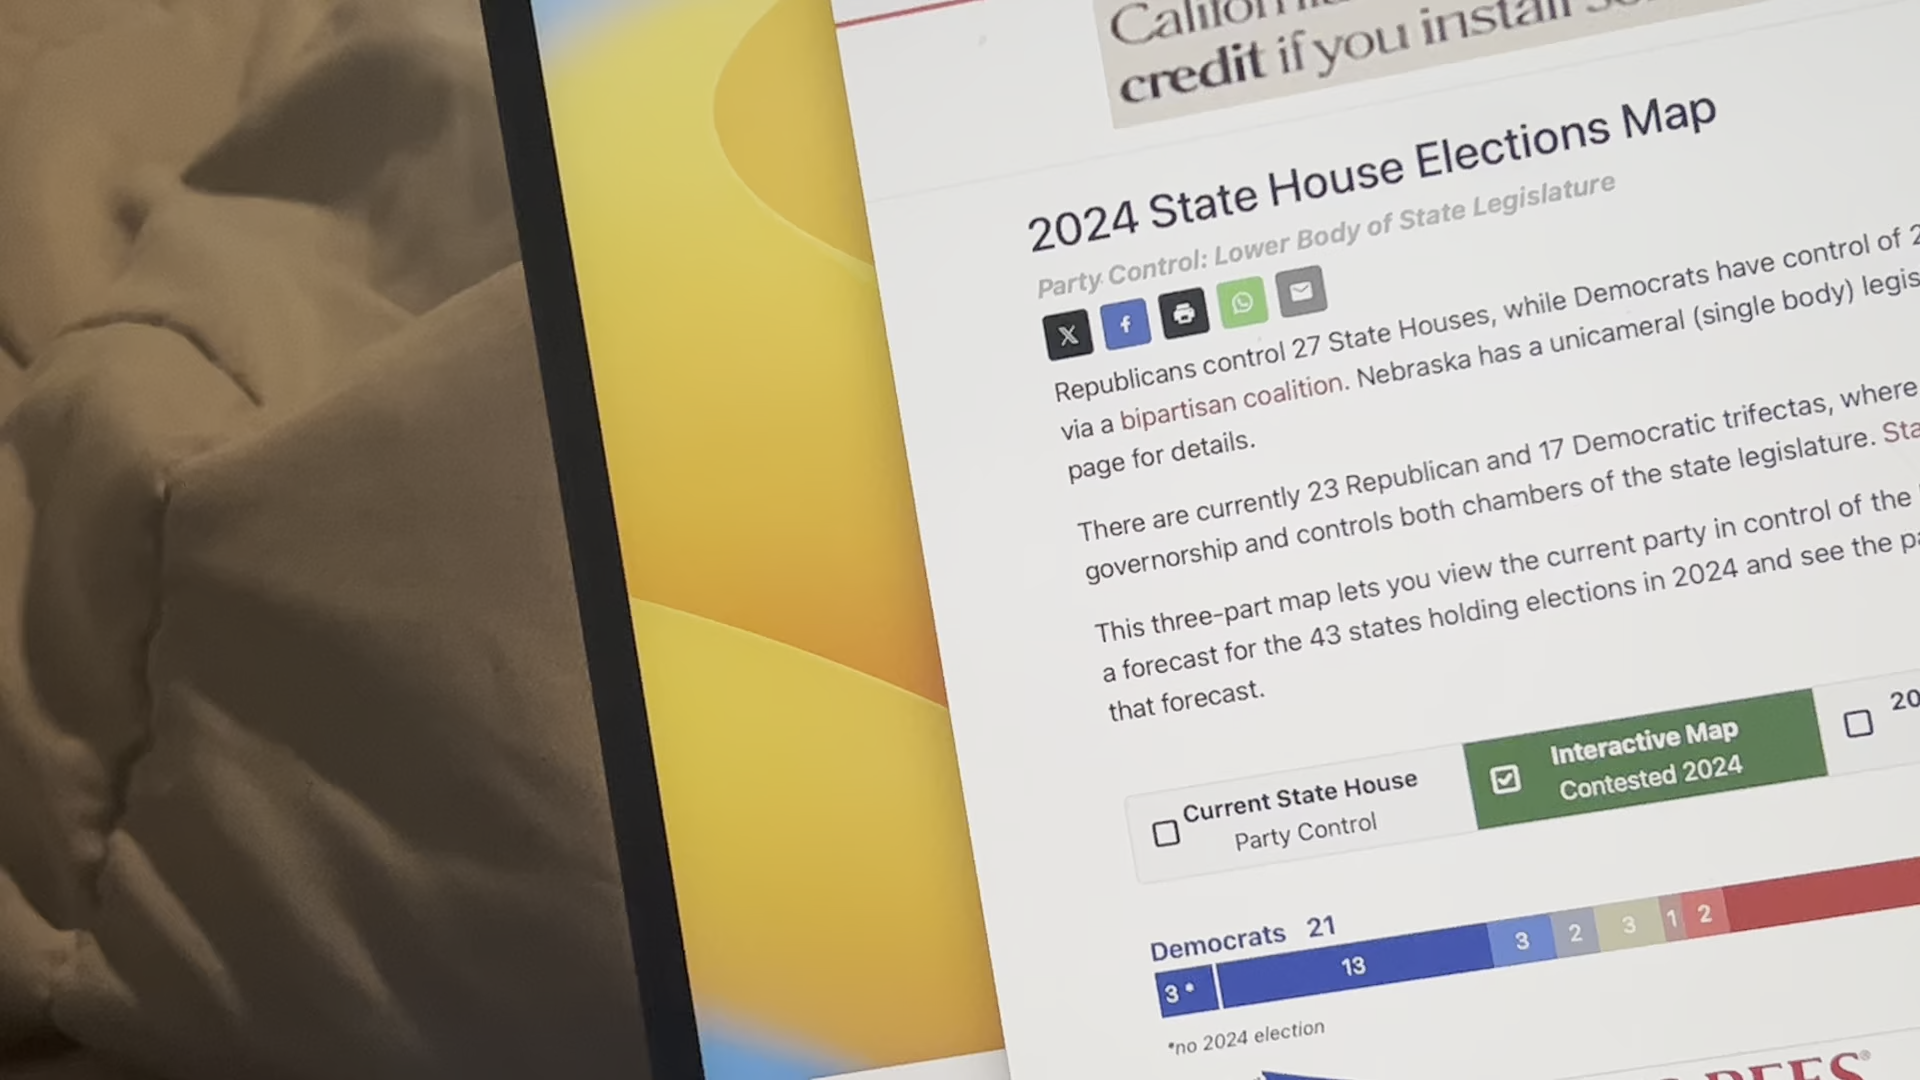 credit if you install
2024 State House Elections Map
Party Control: Lower Body of State Legislature
Republicans control 27 State Houses, while Democrats have control of
via a bipartisan coalition. Nebraska has a unicameral (single body)
page for details.
There are currently 23 Republican and 17 Democratic trifectas, where
governorship and controls both chambers of the state legislature.
This three-part map lets you view the current party in control of the
a forecast for the 43 states holding elections in 2024 and see the
that forecast.
Current State House
Party Control
Interactive Map
Contested 2024
Democrats 21
3 * 13 3 2 3 1 2
*no 2024 election